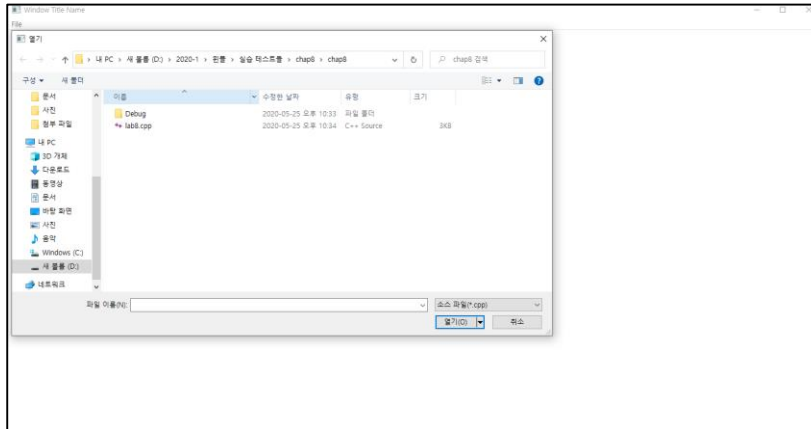 Window Title Name
File
열기
내 PC > 새 볼륨 (D:) > 2020-1 > 윈플 > 실습 테스트들 > chap8 > chap8
chap8 검색
구성 새 폴더
이름 수정한 날짜 유형 크기
Debug 2020-05-25 오후 10:33 파일 폴더
lab8.cpp 2020-05-25 오후 10:34 C++ Source 3KB
문서
사진
첨부 파일
내 PC
3D 개체
다운로드
동영상
문서
바탕 화면
사진
음악
Windows (C:)
새 볼륨 (D:)
네트워크
파일 이름(N):
소스 파일(*.cpp)
열기(O) 취소